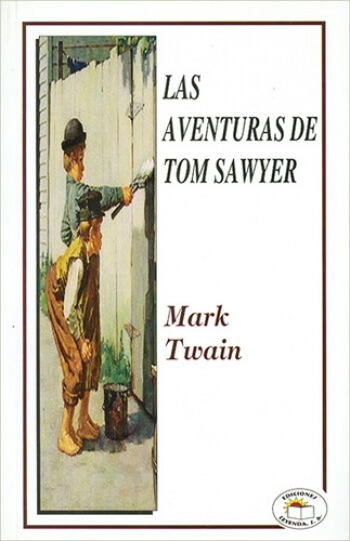 LAS
AVENTURAS DE
TOM SAWYER
Mark
Twain
EDICIONES
LEYENDA, S. A.